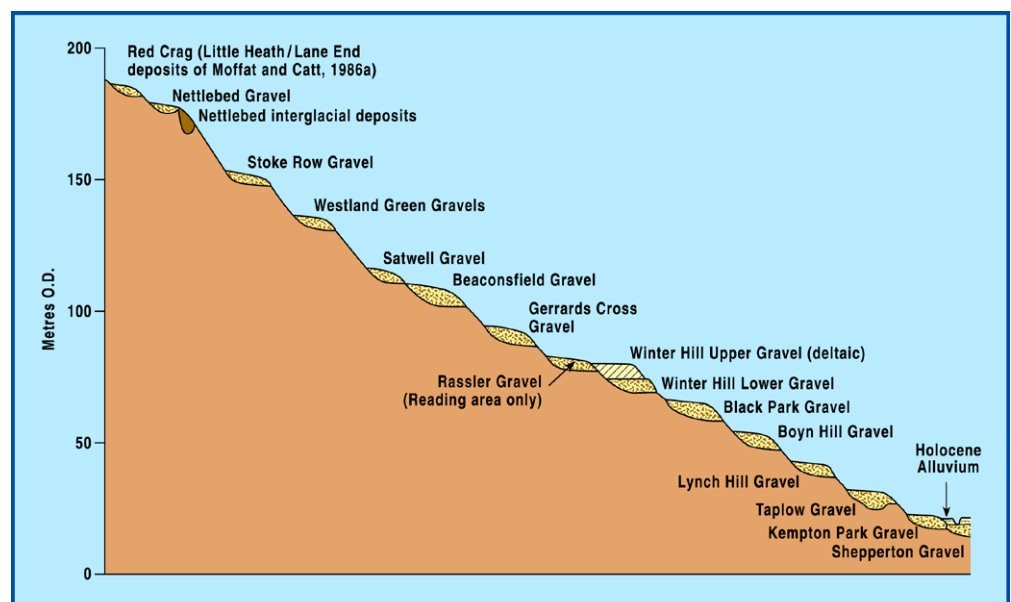 200
Red Crag (Little Heath/Lane End
deposits of Moffat and Catt, 1986a)
Nettlebed Gravel
Nettlebed interglacial deposits
Stoke Row Gravel
150
Westland Green Gravels
Satwell Gravel
Beaconsfield Gravel
Metres O.D.
100
Gerrards Cross
Gravel
Winter Hill Upper Gravel (deltaic)
Rassler Gravel
(Reading area only)
Winter Hill Lower Gravel
Black Park Gravel
Boyn Hill Gravel
50
Holocene
Alluvium
Lynch Hill Gravel
Taplow Gravel
Kempton Park Gravel
Shepperton Gravel
0